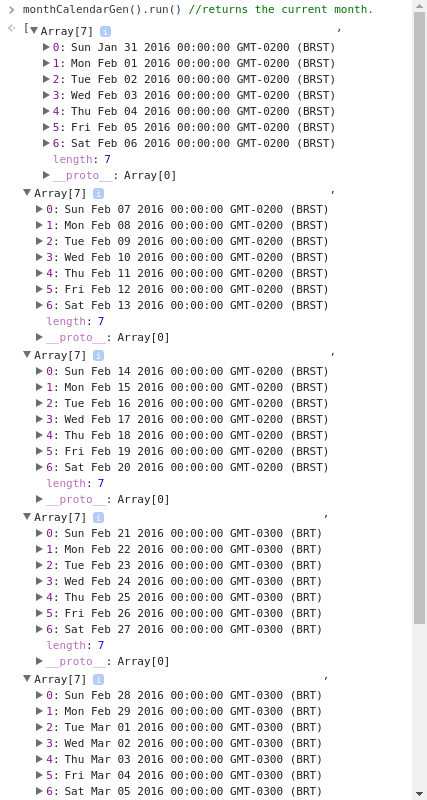 monthCalendarGen().run() //returns the current month.
[Array[7] i ,
0: Sun Jan 31 2016 00:00:00 GMT-0200 (BRST)
1: Mon Feb 01 2016 00:00:00 GMT-0200 (BRST)
2: Tue Feb 02 2016 00:00:00 GMT-0200 (BRST)
3: Wed Feb 03 2016 00:00:00 GMT-0200 (BRST)
4: Thu Feb 04 2016 00:00:00 GMT-0200 (BRST)
5: Fri Feb 05 2016 00:00:00 GMT-0200 (BRST)
6: Sat Feb 06 2016 00:00:00 GMT-0200 (BRST)
length: 7
__proto__: Array[0]
Array[7] i ,
0: Sun Feb 07 2016 00:00:00 GMT-0200 (BRST)
1: Mon Feb 08 2016 00:00:00 GMT-0200 (BRST)
2: Tue Feb 09 2016 00:00:00 GMT-0200 (BRST)
3: Wed Feb 10 2016 00:00:00 GMT-0200 (BRST)
4: Thu Feb 11 2016 00:00:00 GMT-0200 (BRST)
5: Fri Feb 12 2016 00:00:00 GMT-0200 (BRST)
6: Sat Feb 13 2016 00:00:00 GMT-0200 (BRST)
length: 7
__proto__: Array[0]
Array[7] i ,
0: Sun Feb 14 2016 00:00:00 GMT-0200 (BRST)
1: Mon Feb 15 2016 00:00:00 GMT-0200 (BRST)
2: Tue Feb 16 2016 00:00:00 GMT-0200 (BRST)
3: Wed Feb 17 2016 00:00:00 GMT-0200 (BRST)
4: Thu Feb 18 2016 00:00:00 GMT-0200 (BRST)
5: Fri Feb 19 2016 00:00:00 GMT-0200 (BRST)
6: Sat Feb 20 2016 00:00:00 GMT-0200 (BRST)
length: 7
__proto__: Array[0]
Array[7] i ,
0: Sun Feb 21 2016 00:00:00 GMT-0300 (BRT)
1: Mon Feb 22 2016 00:00:00 GMT-0300 (BRT)
2: Tue Feb 23 2016 00:00:00 GMT-0300 (BRT)
3: Wed Feb 24 2016 00:00:00 GMT-0300 (BRT)
4: Thu Feb 25 2016 00:00:00 GMT-0300 (BRT)
5: Fri Feb 26 2016 00:00:00 GMT-0300 (BRT)
6: Sat Feb 27 2016 00:00:00 GMT-0300 (BRT)
length: 7
__proto__: Array[0]
Array[7] i ,
0: Sun Feb 28 2016 00:00:00 GMT-0300 (BRT)
1: Mon Feb 29 2016 00:00:00 GMT-0300 (BRT)
2: Tue Mar 01 2016 00:00:00 GMT-0300 (BRT)
3: Wed Mar 02 2016 00:00:00 GMT-0300 (BRT)
4: Thu Mar 03 2016 00:00:00 GMT-0300 (BRT)
5: Fri Mar 04 2016 00:00:00 GMT-0300 (BRT)
6: Sat Mar 05 2016 00:00:00 GMT-0300 (BRT)